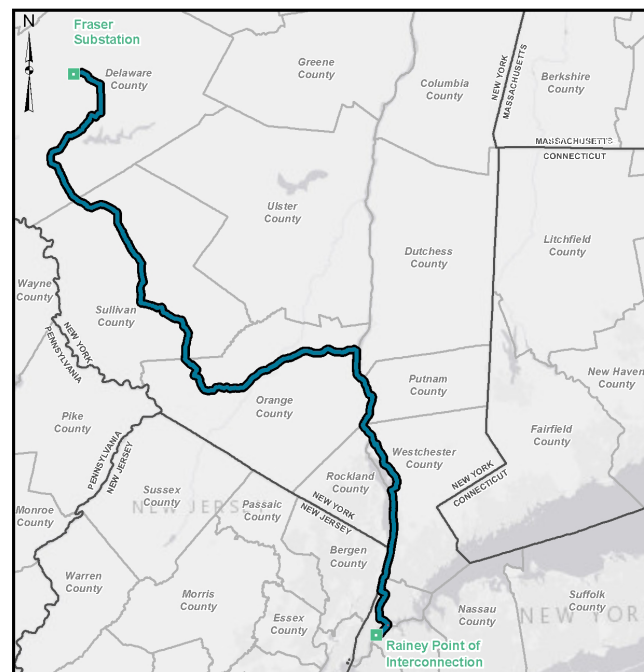 N
Fraser
Substation
Delaware
County
Greene
County
Columbia
County
NEW YORK
MASSACHUSETTS
Berkshire
County
MASSACHUSETTS
CONNECTICUT
Ulster
County
Dutchess
County
Litchfield
County
Wayne
County
Sullivan
County
NEW YORK
PENNSYLVANIA
Putnam
County
New Haven
County
Orange
County
Pike
County
Fairfield
County
Westchester
County
PENNSYLVANIA
NEW JERSEY
NEW YORK
CONNECTICUT
Rockland
County
Sussex
County
NEW JERSEY
Passaic
County
Monroe
County
NEW YORK
NEW JERSEY
Bergen
County
Warren
County
Morris
County
Essex
County
Nassau
County
Suffolk
County
NEW YOR
Rainey Point of
Interconnection